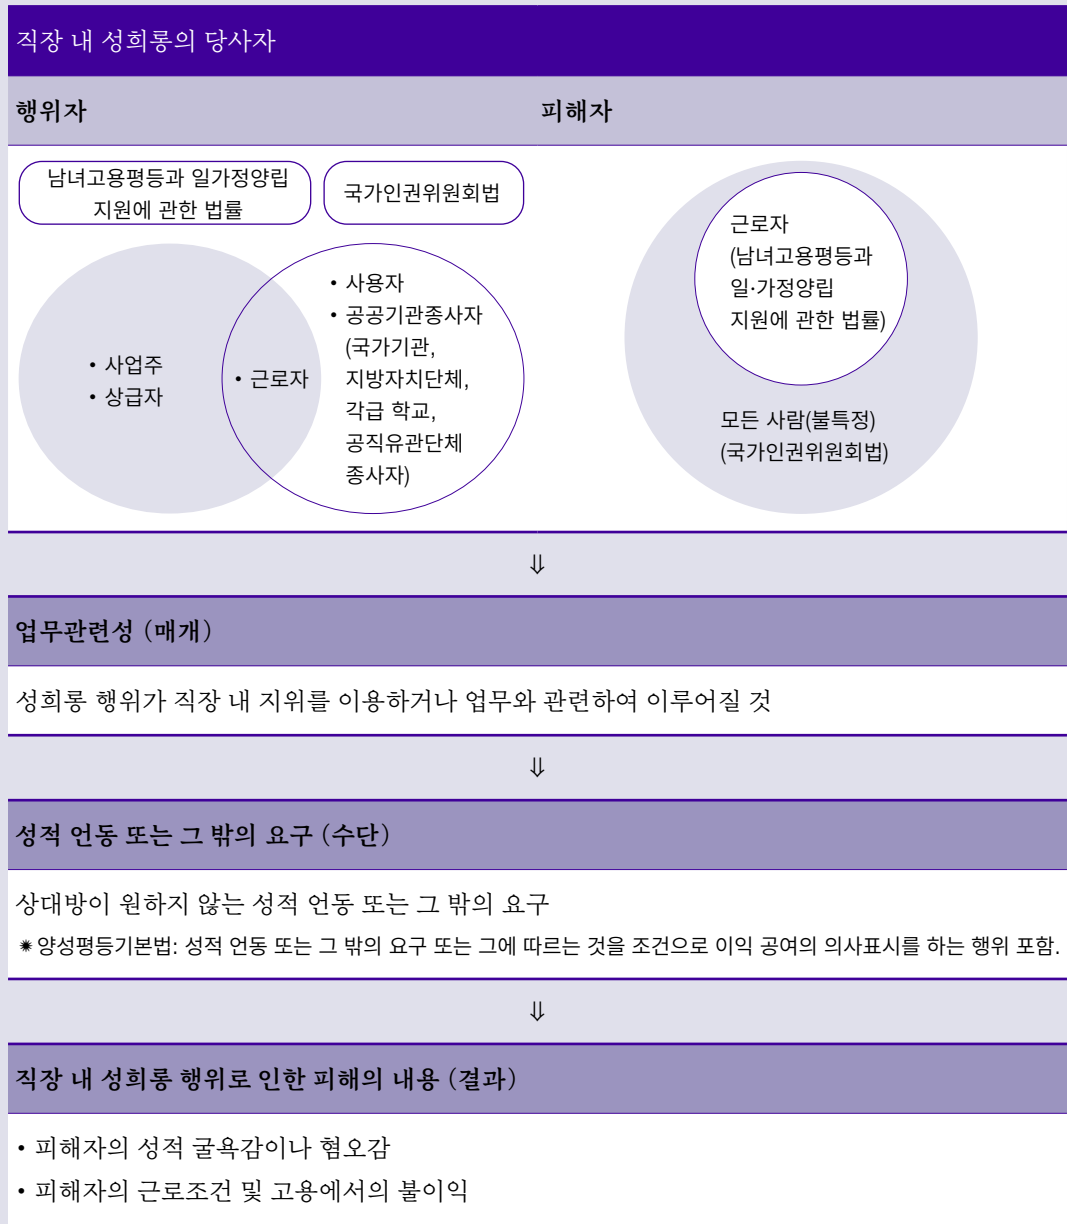 직장 내 성희롱의 당사자
행위자
피해자
남녀고용평등과 일가정양립
지원에 관한 법률
국가인권위원회법
• 사업주
• 상급자
• 근로자
• 사용자
• 공공기관종사자
(국가기관,
지방자치단체,
각급 학교,
공직유관단체
종사자)
근로자
(남녀고용평등과
일·가정양립
지원에 관한 법률)
모든 사람(불특정)
(국가인권위원회법)
⇓
업무관련성 (매개)
성희롱 행위가 직장 내 지위를 이용하거나 업무와 관련하여 이루어질 것
⇓
성적 언동 또는 그 밖의 요구 (수단)
상대방이 원하지 않는 성적 언동 또는 그 밖의 요구
✷ 양성평등기본법: 성적 언동 또는 그 밖의 요구 또는 그에 따르는 것을 조건으로 이익 공여의 의사표시를 하는 행위 포함.
⇓
직장 내 성희롱 행위로 인한 피해의 내용 (결과)
• 피해자의 성적 굴욕감이나 혐오감
• 피해자의 근로조건 및 고용에서의 불이익